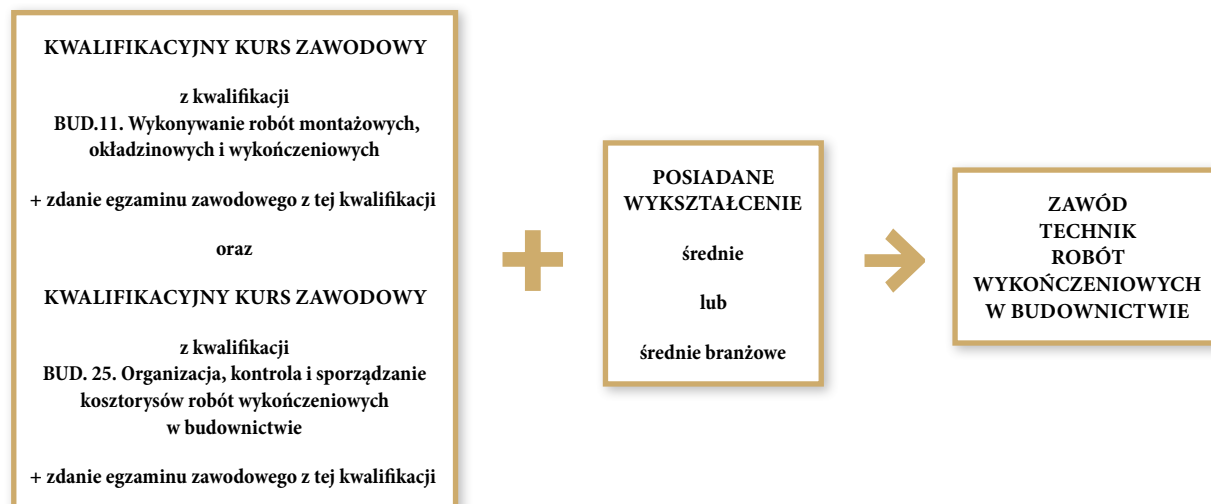 KWALIFIKACYJNY KURS ZAWODOWY
z kwalifikacji
BUD.11. Wykonywanie robót montażowych,
okładzinowych i wykończeniowych
+ zdanie egzaminu zawodowego z tej kwalifikacji
oraz
KWALIFIKACYJNY KURS ZAWODOWY
z kwalifikacji
BUD. 25. Organizacja, kontrola i sporządzanie
kosztorysów robót wykończeniowych
w budownictwie
+ zdanie egzaminu zawodowego z tej kwalifikacji
POSIADANE
WYKSZTAŁCENIE
średnie
lub
średnie branżowe
ZAWÓD
TECHNIK
ROBÓT
WYKOŃCZENIOWYCH
W BUDOWNICTWIE